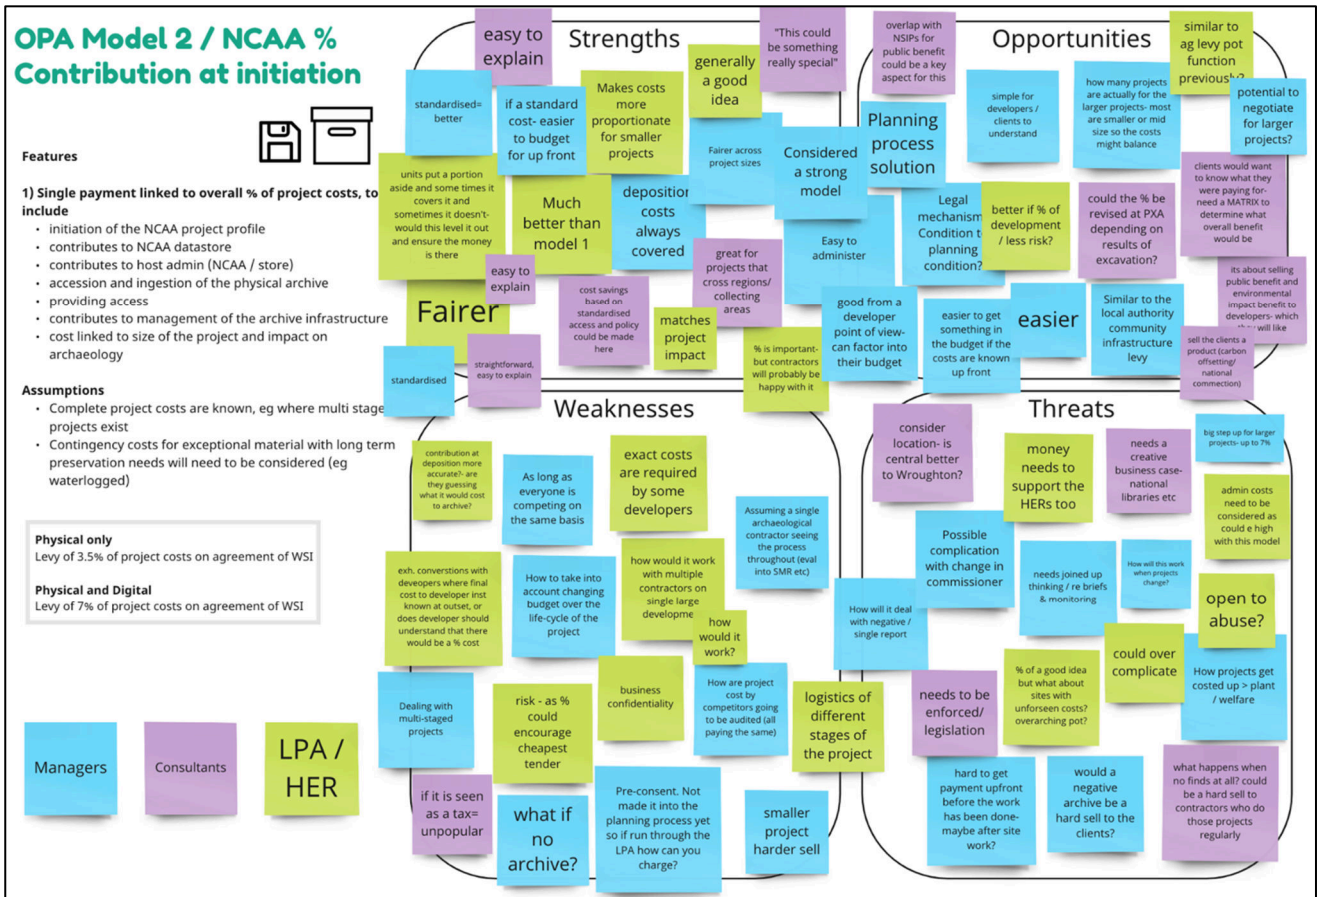 OPA Model 2 / NCAA %
Contribution at initiation
Features
1) Single payment linked to overall % of project costs, to
include
• initiation of the NCAA project profile
• contributes to NCAA datastore
• contributes to host admin (NCAA / store)
• accession and ingestion of the physical archive
• providing access
• contributes to management of the archive infrastructure
• cost linked to size of the project and impact on
archaeology
Assumptions
• Complete project costs are known, eg where multi stage
projects exist
• Contingency costs for exceptional material with long term
preservation needs will need to be considered (eg
waterlogged)
Physical only
Levy of 3.5% of project costs on agreement of WSI
Physical and Digital
Levy of 7% of project costs on agreement of WSI
Managers
Consultants
LPA /
HER
Strengths
easy to
explain
"This could
be something
really special"
generally
a good
idea
standardised=
better
if a standard
cost- easier
to budget
for up front
Makes costs
more
proportionate
for smaller
projects
Fairer across
project sizes
Considered
a strong
model
units put a portion
aside and some times it
covers it and
sometimes it doesn't-
would this level it out
and ensure the money
is there
Much
better than
model 1
deposition
costs
always
covered
Easy to
administer
easy to
explain
great for
projects that
cross regions/
collecting
areas
Fairer
cost savings
based on
standardised
access and policy
could be made
here
matches
project
impact
standardised
straightforward,
easy to explain
% is important-
but contractors
will probably be
happy with it
Opportunities
overlap with
NSIPs for
public benefit
could be a key
aspect for this
similar to
ag levy pot
function
previously?
simple for
developers /
clients to
understand
how many projects
are actually for the
larger projects- most
are smaller or mid
size so the costs
might balance
potential to
negotiate
for larger
projects?
Planning
process
solution
clients would want
to know what they
were paying for-
need a MATRIX to
determine what
overall benefit
would be
Legal
mechanism
Condition to
planning
condition?
better if % of
development
/ less risk?
could the % be
revised at PXA
depending on
results of
excavation?
its about selling
public benefit and
environmental
impact benefit to
developers- which
they will like
good from a
developer
point of view-
can factor into
their budget
easier to get
something in
the budget if the
costs are known
up front
easier
Similar to the
local authority
community
infrastructure
levy
sell the clients a
product (carbon
offsetting/
national
commection)
Weaknesses
contribution at
deposition more
accurate?- are
they guessing
what it would cost
to archive?
As long as
everyone is
competing on
the same basis
exact costs
are required
by some
developers
Assuming a single
archaeological
contractor seeing
the process
throughout (eval
into SMR etc)
exh. converstions with
deveopers where final
cost to developer inst
known at outset, or
does developer should
understand that there
would be a % cost
How to take into
account changing
budget over the
life-cycle of the
project
how would it work
with multiple
contractors on
single large
developme
how
would it
work?
Dealing with
multi-staged
projects
risk - as %
could
encourage
cheapest
tender
business
confidentiality
How are project
cost by
competitors going
to be audited (all
paying the same)
logistics of
different
stages of
the project
if it is seen
as a tax=
unpopular
what if
no
archive?
Pre-consent. Not
made it into the
planning process yet
so if run through the
LPA how can you
charge?
smaller
project
harder sell
Threats
consider
location- is
central better
to Wroughton?
money
needs to
support the
HERs too
needs a
creative
business case-
national
libraries etc
big step up for larger
projects- up to 7%
admin costs
need to be
considered as
could e high
with this model
Possible
complication
with change in
commissioner
needs joined up
thinking / re briefs
& monitoring
How will this work
when projects
change?
How will it deal
with negative /
single report
open to
abuse?
needs to be
enforced/
legislation
% of a good idea
but what about
sites with
unforseen costs?
overarching pot?
could over
complicate
How projects get
costed up > plant
/ welfare
hard to get
payment upfront
before the work
has been done-
maybe after site
work?
would a
negative
archive be a
hard sell to
the clients?
what happens when
no finds at all? could
be a hard sell to
contractors who do
those projects
regularly